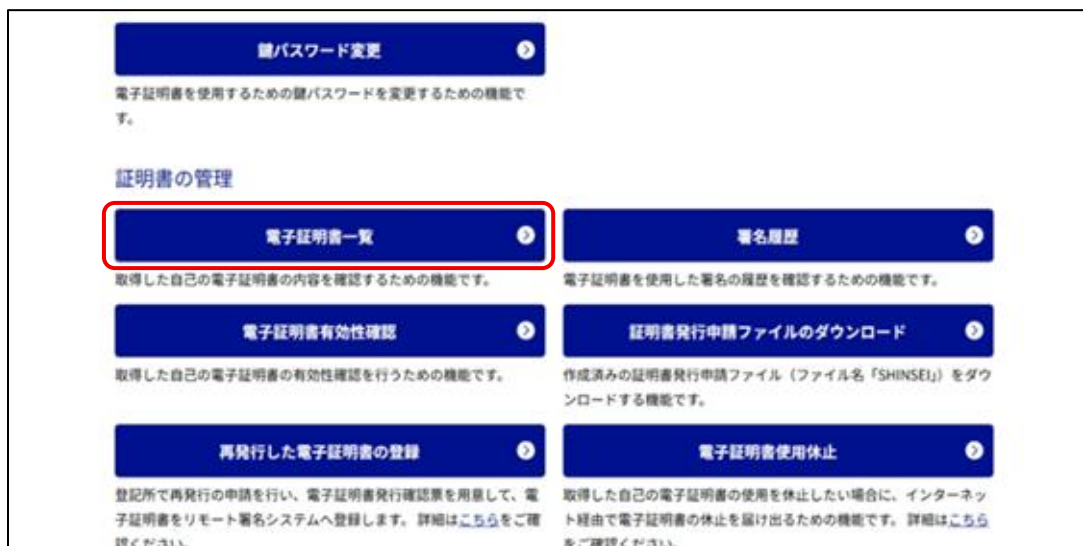 鍵パスワード変更
電子証明書を使用するための鍵パスワードを変更するための機能で
す。
証明書の管理
電子証明書一覧
取得した自己の電子証明書の内容を確認するための機能です。
署名履歴
電子証明書を使用した署名の履歴を確認するための機能です。
電子証明書有効性確認
取得した自己の電子証明書の有効性確認を行うための機能です。
証明書発行申請ファイルのダウンロード
作成済みの証明書発行申請ファイル（ファイル名「SHINSEI」）をダウ
ンロードする機能です。
再発行した電子証明書の登録
登記所で再発行の申請を行い、電子証明書発行確認票を用意して、電
子証明書をリモート署名システムへ登録します。 詳細はこちらをご確
認ください。
電子証明書使用休止
取得した自己の電子証明書の使用を休止したい場合に、インターネッ
ト経由で電子証明書の休止を届け出るための機能です。 詳細はこちら
をご確認ください。